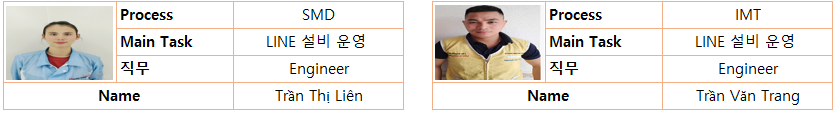 Process SMD
Main Task LINE 설비 운영
직무 Engineer
Name Trần Thị Liên
Process IMT
Main Task LINE 설비 운영
직무 Engineer
Name Trần Văn Trang